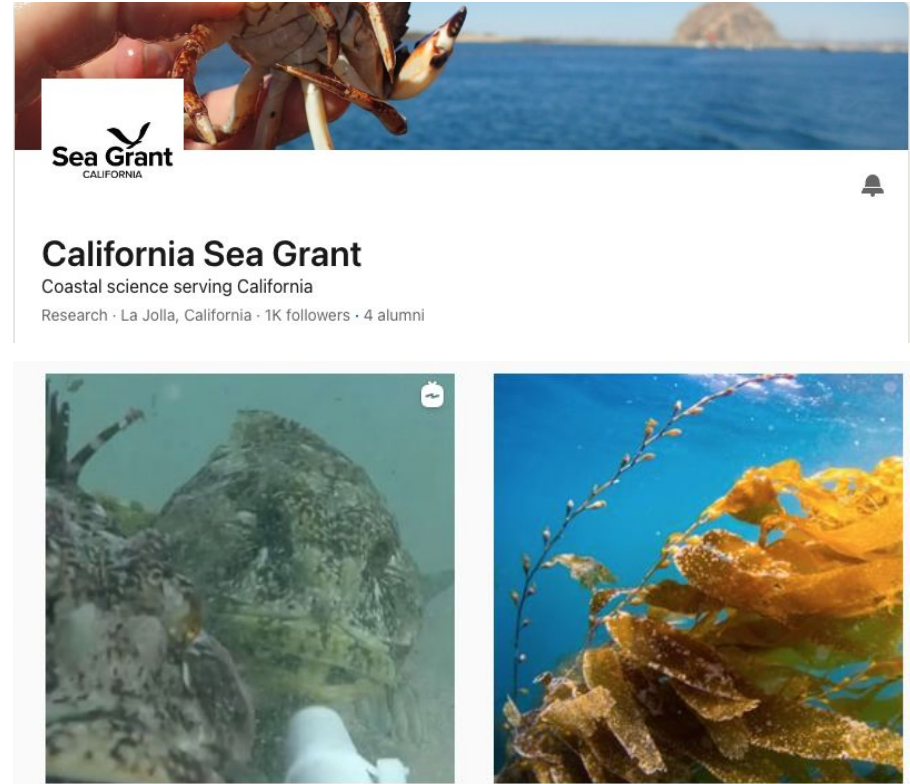 Sea Grant
CALIFORNIA
California Sea Grant
Coastal science serving California
Research · La Jolla, California · 1K followers · 4 alumni